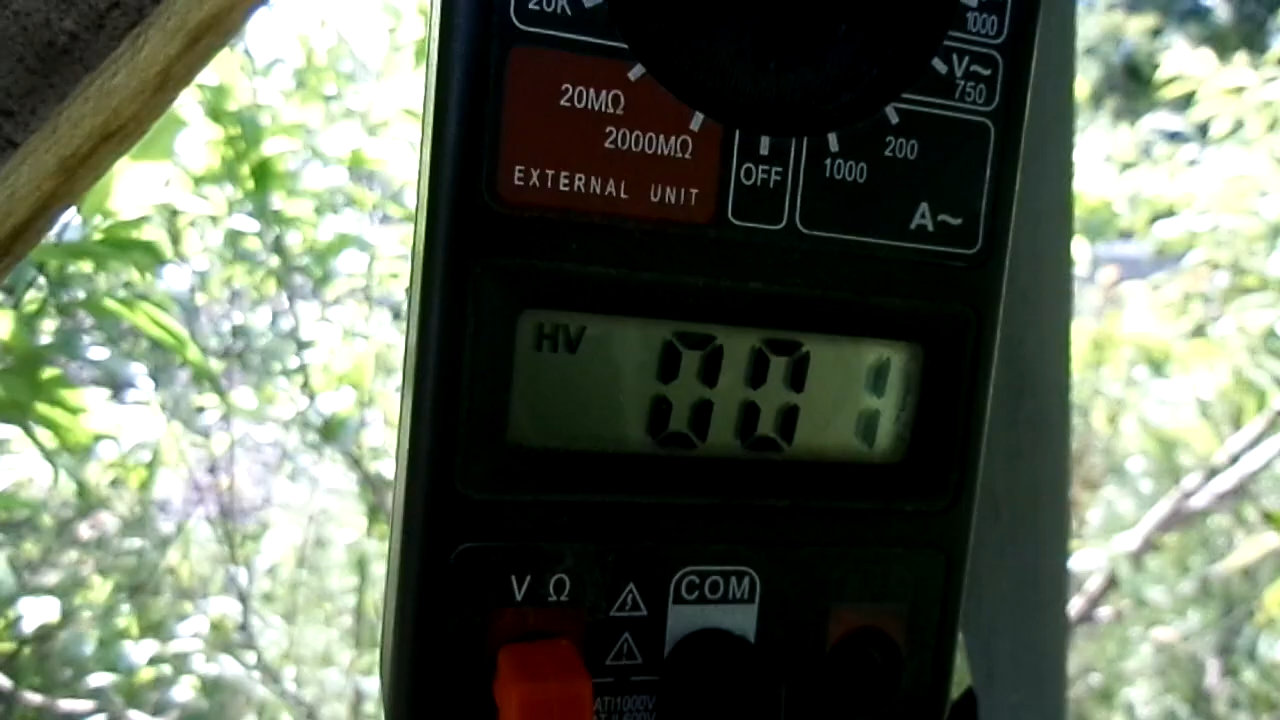 20K
1000
V~
750
20MΩ
2000MΩ
EXTERNAL UNIT
OFF
1000
200
A~
HV
001
V Ω
COM